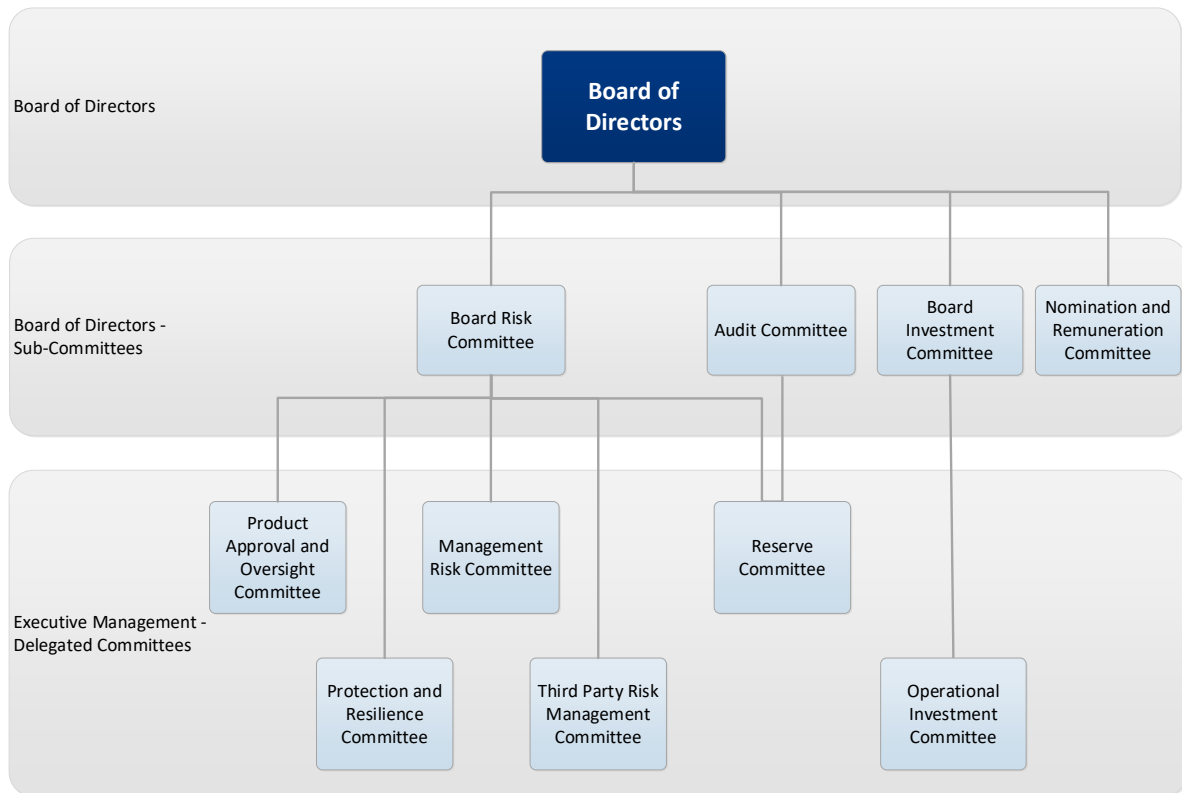 Board of Directors
Board of
Directors
Board of Directors -
Sub-Committees
Board Risk
Committee
Audit Committee
Board
Investment
Committee
Nomination and
Remuneration
Committee
Executive Management -
Delegated Committees
Product
Approval and
Oversight
Committee
Management
Risk Committee
Reserve
Committee
Protection and
Resilience
Committee
Third Party Risk
Management
Committee
Operational
Investment
Committee